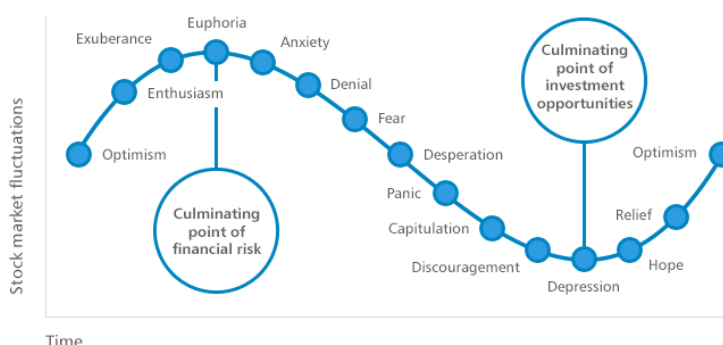 Euphoria
Exuberance
Anxiety
Enthusiasm
Denial
Fear
Optimism
Desperation
Panic
Capitulation
Discouragement
Depression
Hope
Relief
Optimism
Culminating
point of
financial risk
Culminating
point of
investment
opportunities
Stock market fluctuations
Time